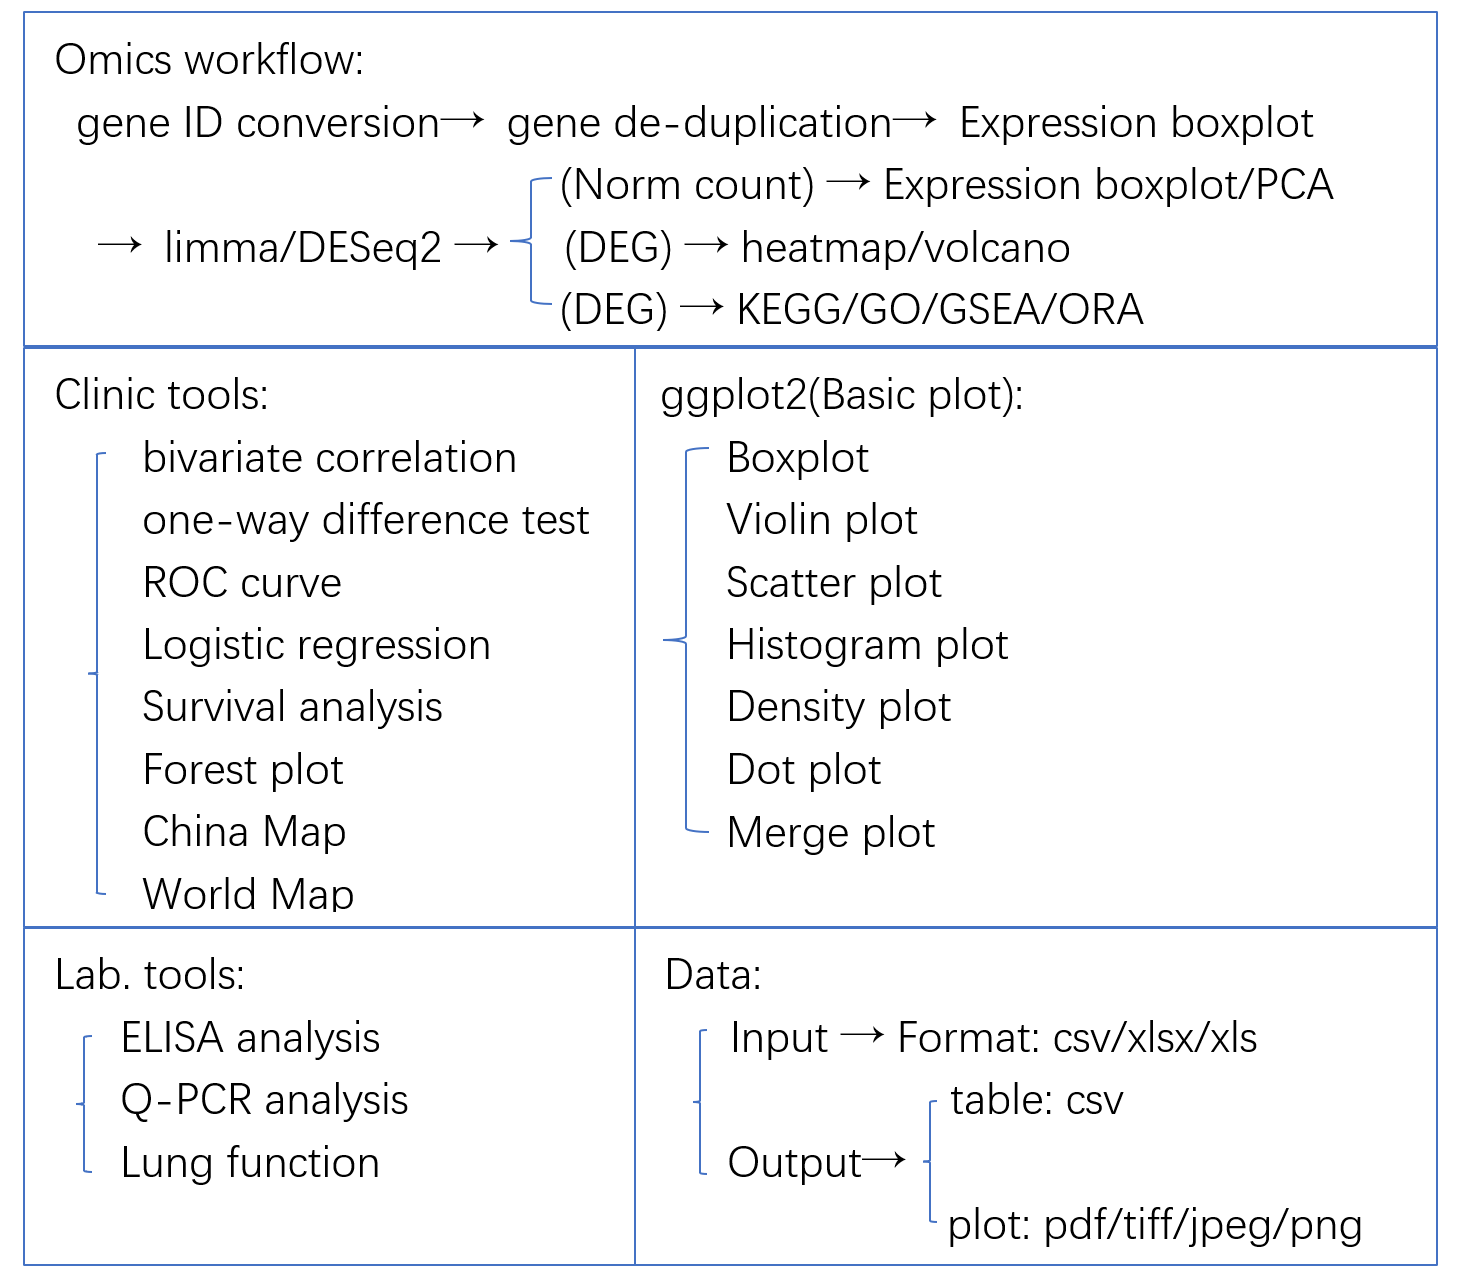 Omics workflow:
gene ID conversion→ gene de-duplication→ Expression boxplot
(Norm count) → Expression boxplot/PCA
→ limma/DESeq2 → (DEG) → heatmap/volcano
(DEG) → KEGG/GO/GSEA/ORA
Clinic tools:
bivariate correlation
one-way difference test
ROC curve
Logistic regression
Survival analysis
Forest plot
China Map
World Map
ggplot2(Basic plot):
Boxplot
Violin plot
Scatter plot
Histogram plot
Density plot
Dot plot
Merge plot
Lab. tools:
ELISA analysis
Q-PCR analysis
Lung function
Data:
Input → Format: csv/xlsx/xls
table: csv
Output→
plot: pdf/tiff/jpeg/png